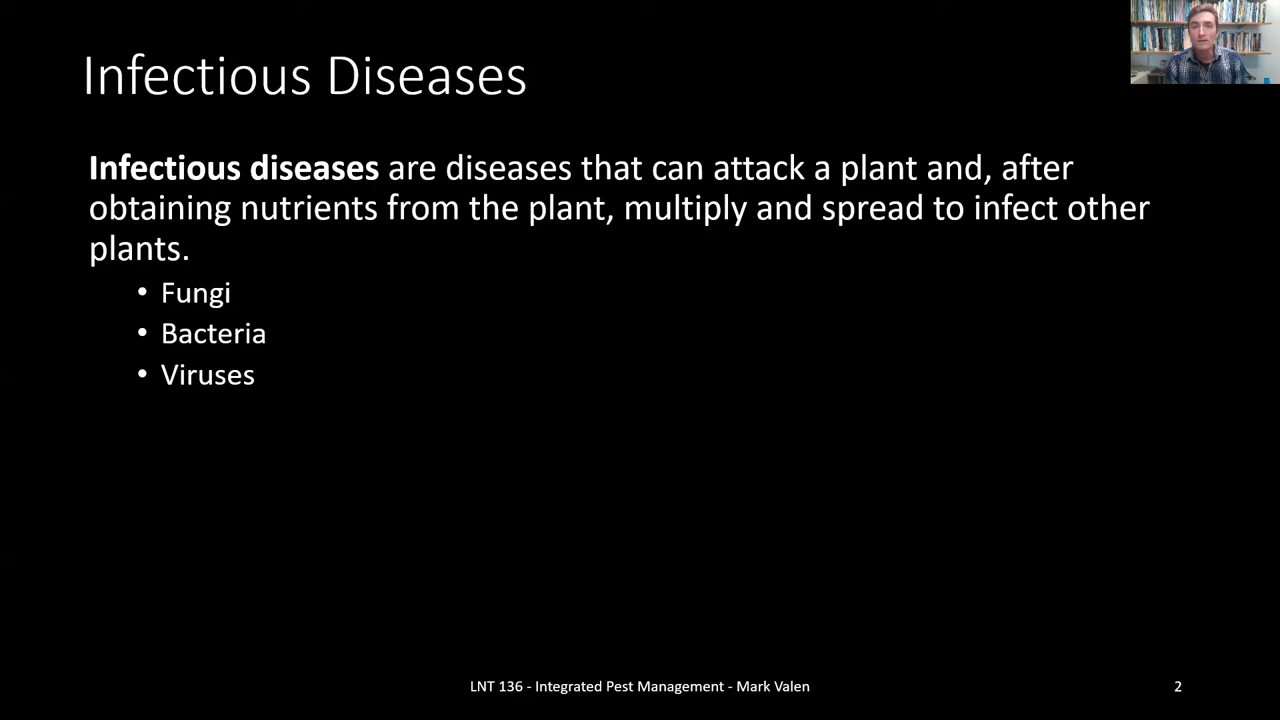 Infectious Diseases
Infectious diseases are diseases that can attack a plant and, after
obtaining nutrients from the plant, multiply and spread to infect other
plants.
• Fungi
• Bacteria
• Viruses
LNT 136 - Integrated Pest Management - Mark Valen
2